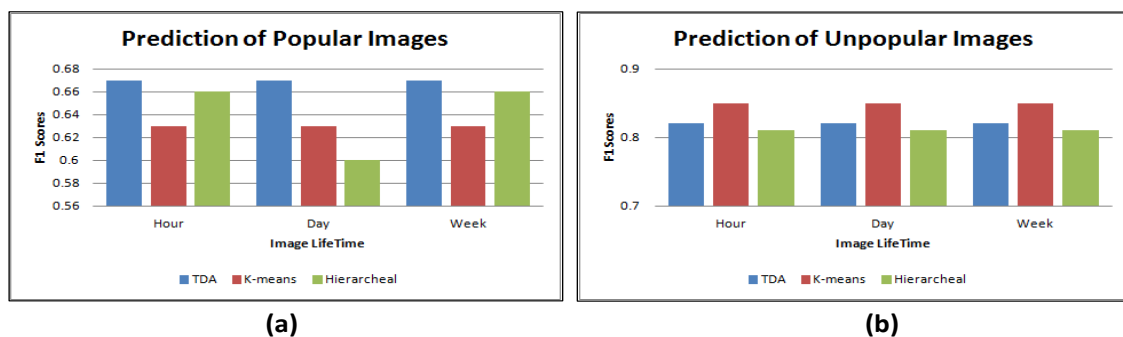 Prediction of Popular Images
0.68
0.66
0.64
0.62
0.6
0.58
0.56
F1 Scores
Hour Day Week
Image LifeTime
TDA K-means Hierarcheal
(a)
Prediction of Unpopular Images
0.9
0.8
0.7
F1 Scores
Hour Day Week
Image LifeTime
TDA K-means Hierarcheal
(b)